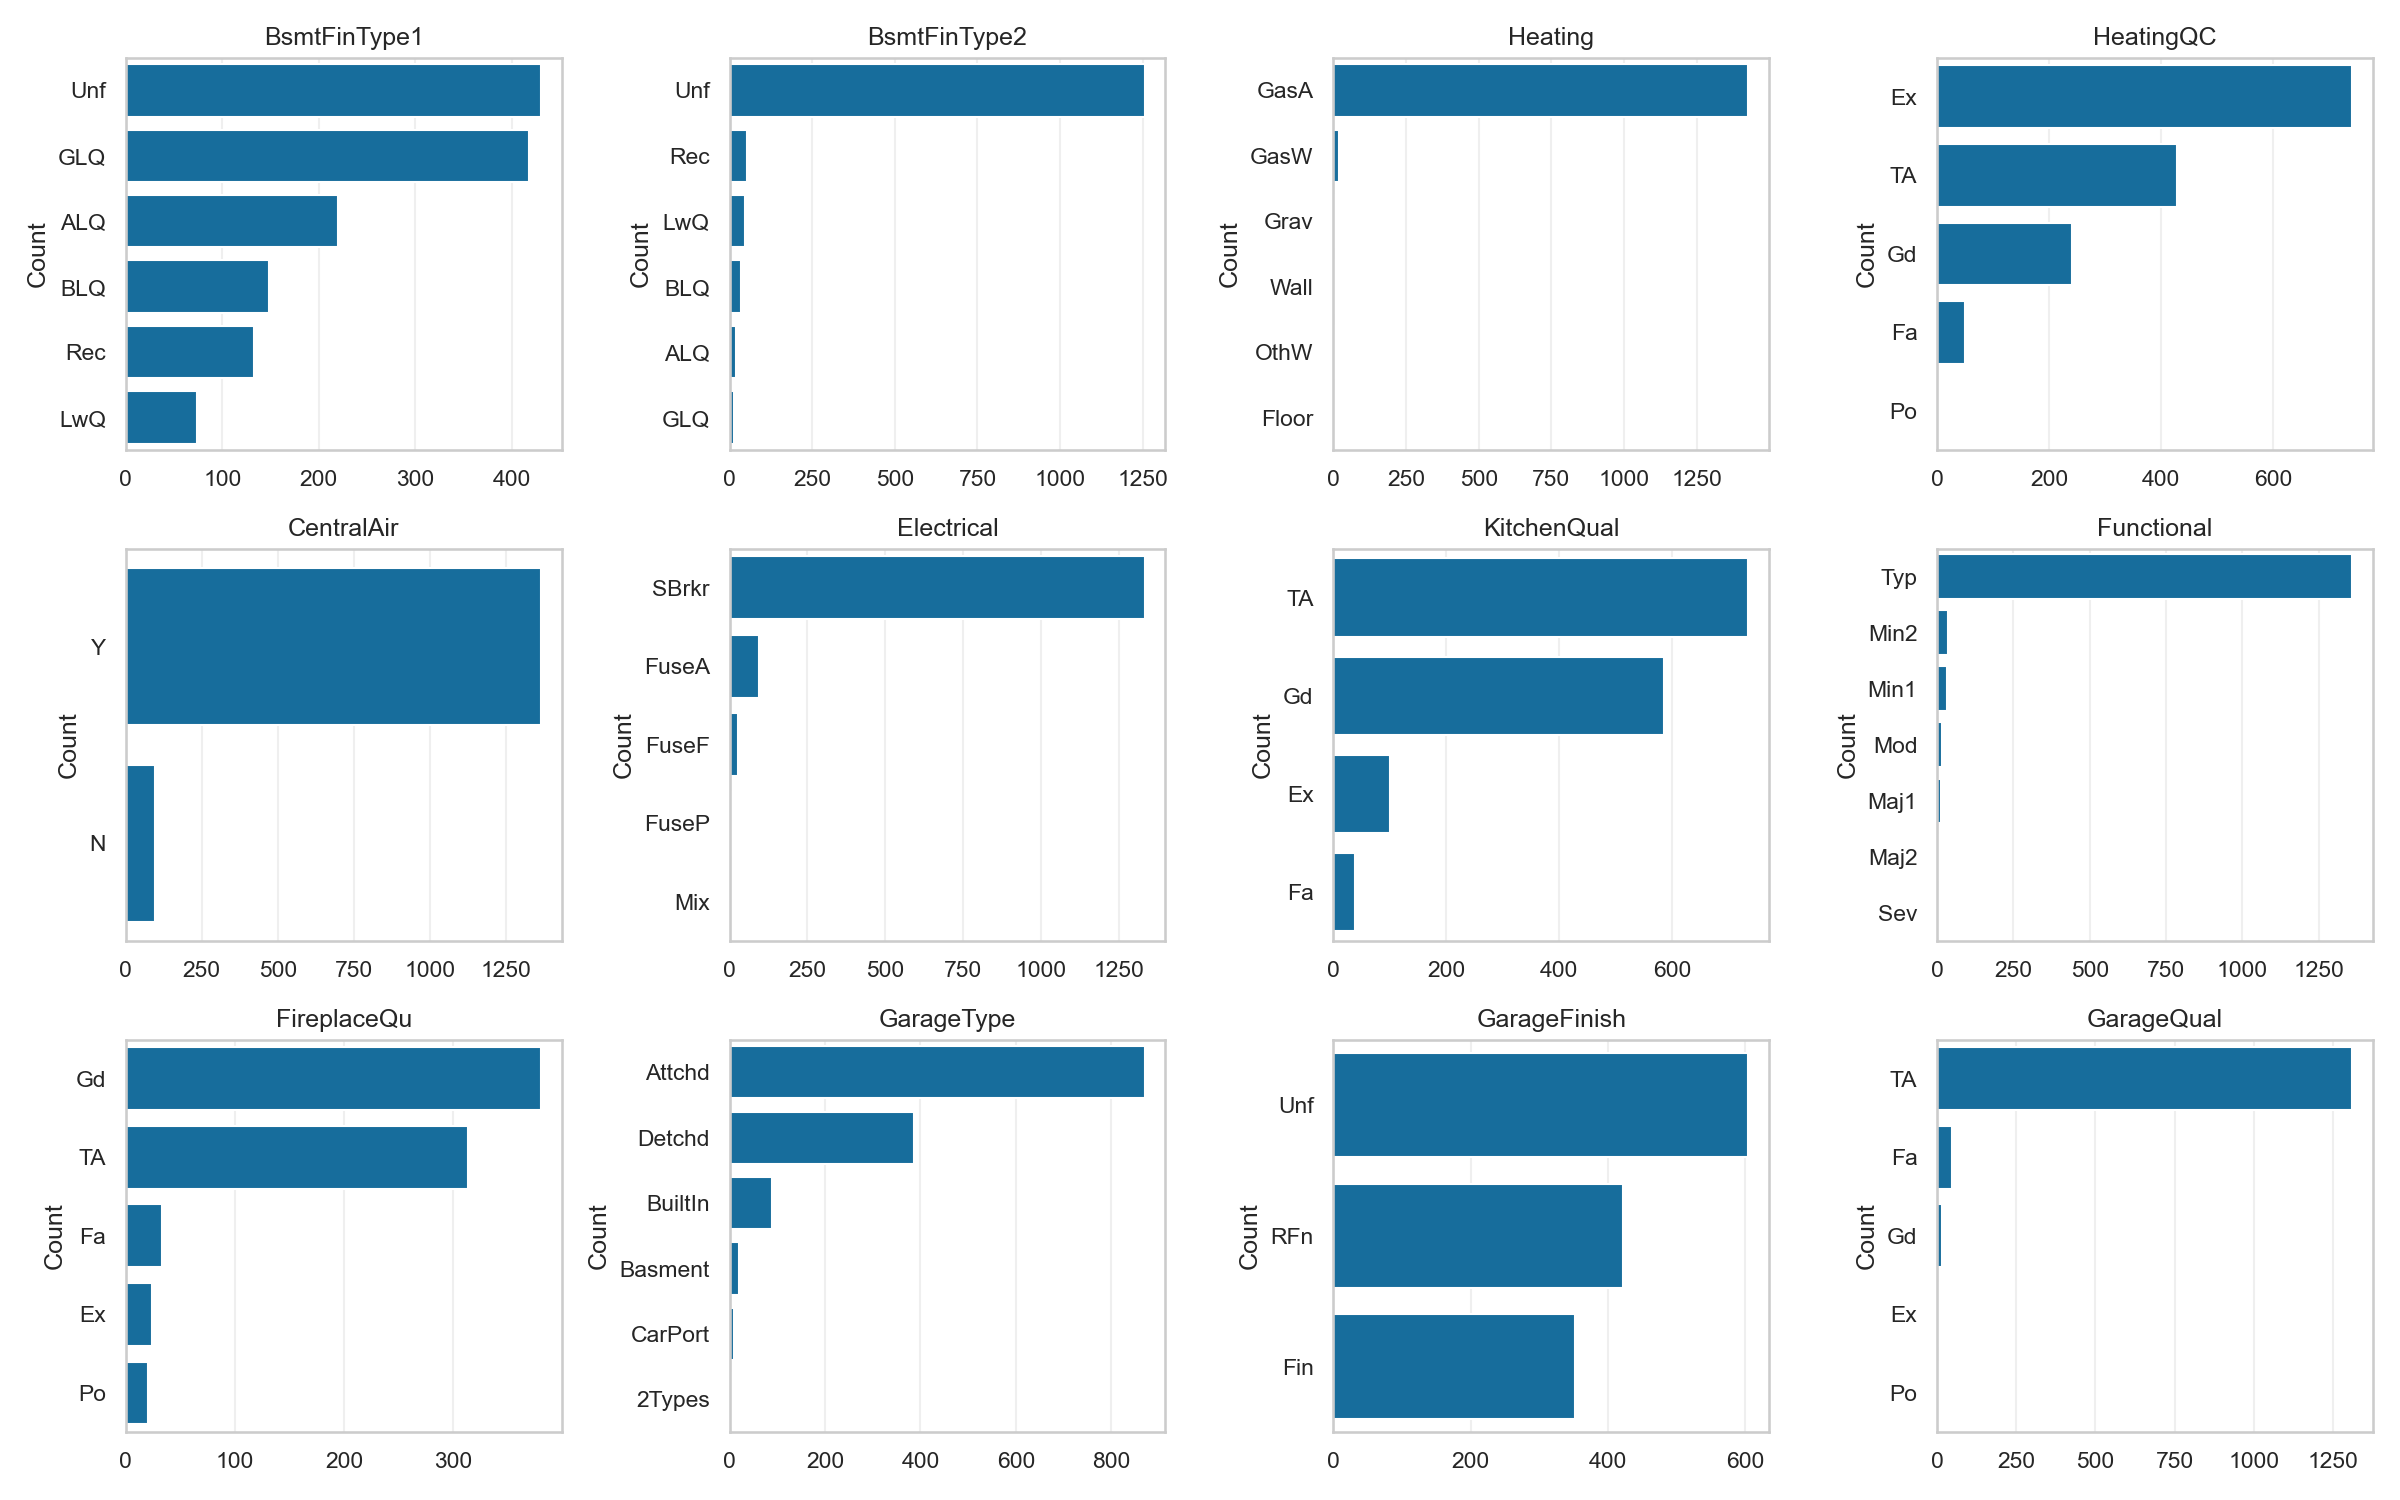 BsmtFinType1
Unf
GLQ
ALQ
BLQ
Rec
LwQ
Count
0 100 200 300 400
BsmtFinType2
Unf
Rec
LwQ
BLQ
ALQ
GLQ
Count
0 250 500 750 1000 1250
Heating
GasA
GasW
Grav
Wall
OthW
Floor
Count
0 250 500 750 1000 1250
HeatingQC
Ex
TA
Gd
Fa
Po
Count
0 200 400 600
CentralAir
Y
N
Count
0 250 500 750 1000 1250
Electrical
SBrkr
FuseA
FuseF
FuseP
Mix
Count
0 250 500 750 1000 1250
KitchenQual
TA
Gd
Ex
Fa
Count
0 200 400 600
Functional
Typ
Min2
Min1
Mod
Maj1
Maj2
Sev
Count
0 250 500 750 1000 1250
FireplaceQu
Gd
TA
Fa
Ex
Po
Count
0 100 200 300
GarageType
Attchd
Detchd
BuiltIn
Basment
CarPort
2Types
Count
0 200 400 600 800
GarageFinish
Unf
RFn
Fin
Count
0 200 400 600
GarageQual
TA
Fa
Gd
Ex
Po
Count
0 250 500 750 1000 1250